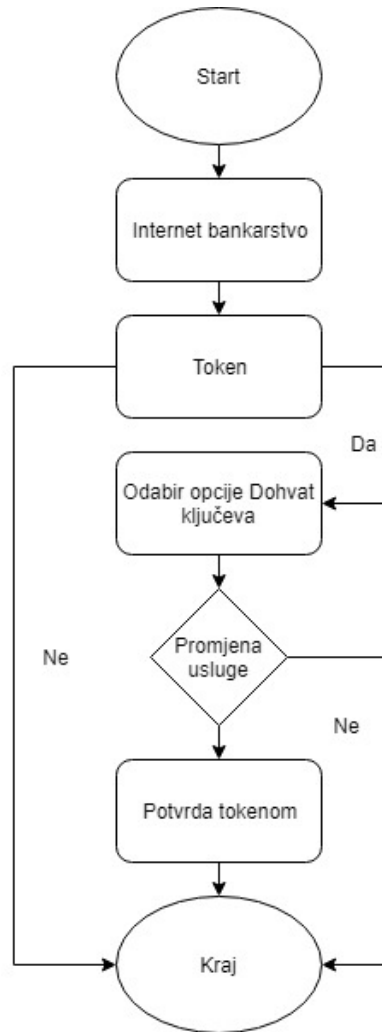 Start
Internet bankarstvo
Token
Da
Odabir opcije Dohvat
ključeva
Promjena
usluge
Ne
Ne
Potvrda tokenom
Kraj